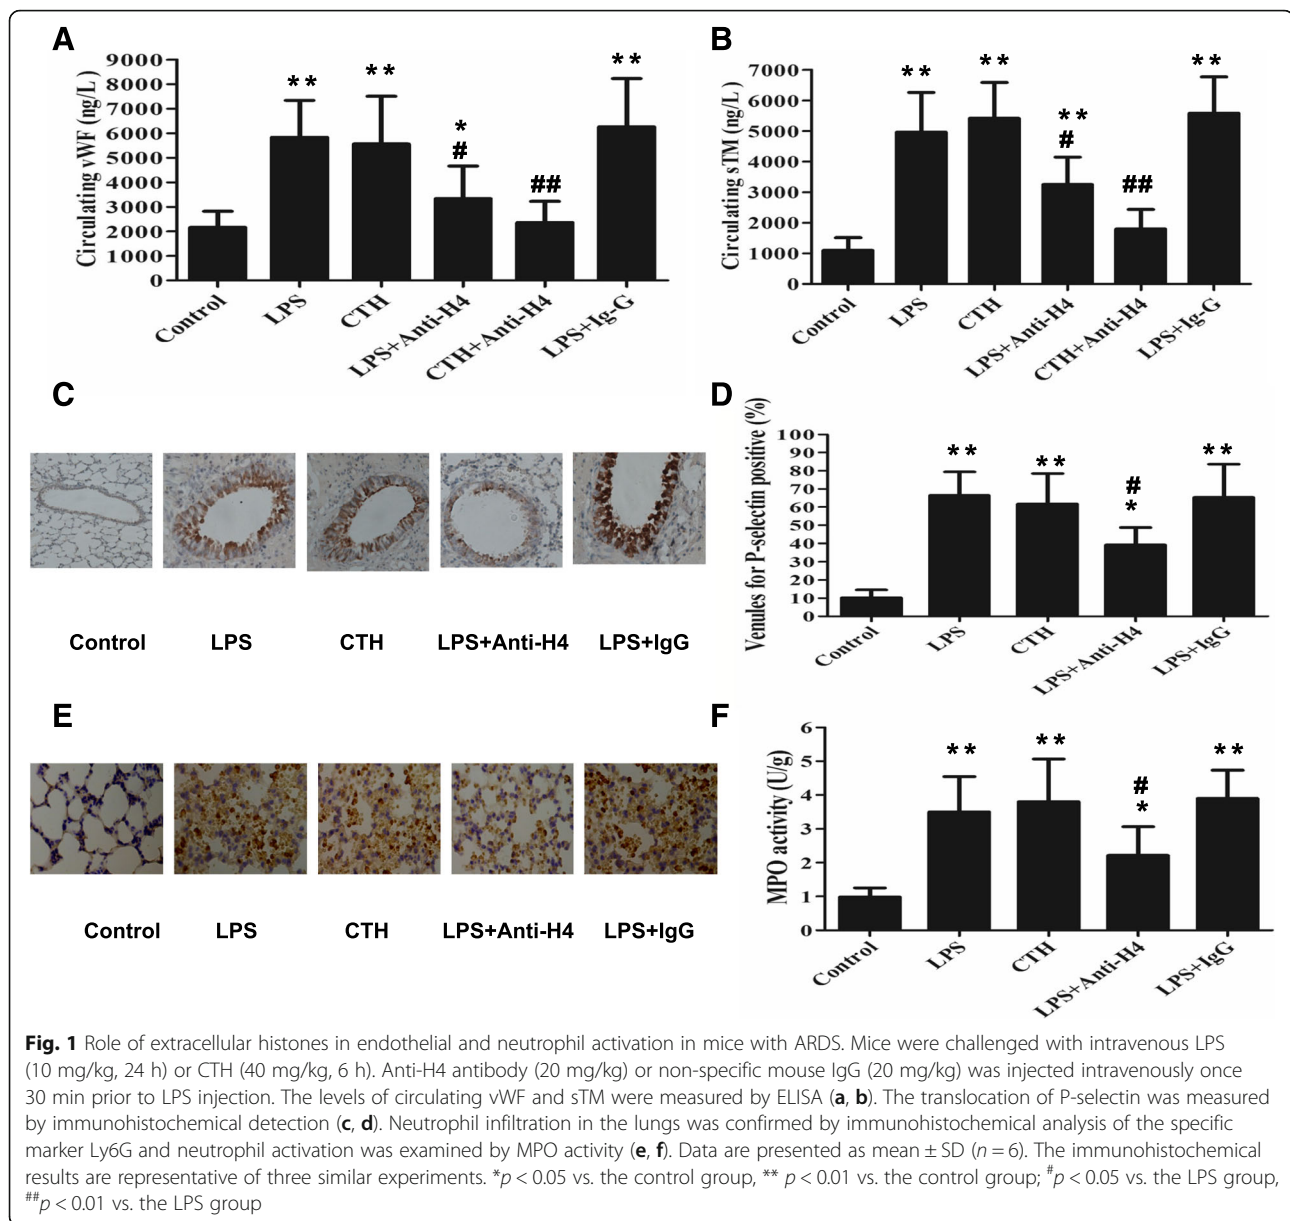 A
Circulating vWF (ng/L )
9000
8000
7000
6000
5000
4000
3000
2000
1000
0
**
**
*
#
##
**
Control
LPS
CTH
LPS+Anti-H4
CTH+Anti-H4
LPS+Ig-G
B
Circulating sTM (ng/L )
7000
6000
5000
4000
3000
2000
1000
0
**
**
**
#
##
**
Control
LPS
CTH
LPS+Anti-H4
CTH+Anti-H4
LPS+Ig-G
C
Control LPS CTH LPS+Anti-H4 LPS+IgG
D
Venules for P-selectin positive (%)
100
90
80
70
60
50
40
30
20
10
0
**
**
#
*
**
Control
LPS
CTH
LPS+Anti-H4
LPS+IgG
E
Control LPS CTH LPS+Anti-H4 LPS+IgG
F
MPO activity (U/g)
6
5
4
3
2
1
0
**
**
#
*
**
Control
LPS
CTH
LPS+Anti-H4
LPS+IgG
Fig. 1 Role of extracellular histones in endothelial and neutrophil activation in mice with ARDS. Mice were challenged with intravenous LPS
(10 mg/kg, 24 h) or CTH (40 mg/kg, 6 h). Anti-H4 antibody (20 mg/kg) or non-specific mouse IgG (20 mg/kg) was injected intravenously once
30 min prior to LPS injection. The levels of circulating vWF and sTM were measured by ELISA (a, b). The translocation of P-selectin was measured
by immunohistochemical detection (c, d). Neutrophil infiltration in the lungs was confirmed by immunohistochemical analysis of the specific
marker Ly6G and neutrophil activation was examined by MPO activity (e, f). Data are presented as mean ± SD (n = 6). The immunohistochemical
results are representative of three similar experiments. *p < 0.05 vs. the control group, ** p < 0.01 vs. the control group; #p < 0.05 vs. the LPS group,
##p < 0.01 vs. the LPS group